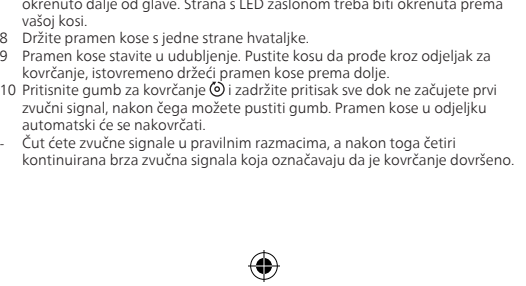 okrenuto dalje od glave. Strana s LED zaslonom treba biti okrenuta prema
vašoj kosi.
8 Držite pramen kose s jedne strane hvataljke.
9 Pramen kose stavite u udubljenje. Pustite kosu da prođe kroz odjeljak za
kovrčanje, istovremeno držeći pramen kose prema dolje.
10 Pritisnite gumb za kovrčanje i zadržite pritisak sve dok ne začujete prvi
zvučni signal, nakon čega možete pustiti gumb. Pramen kose u odjeljku
automatski će se nakovrčati.
- Čut ćete zvučne signale u pravilnim razmacima, a nakon toga četiri
kontinuirana brza zvučna signala koja označavaju da je kovrčanje dovršeno.